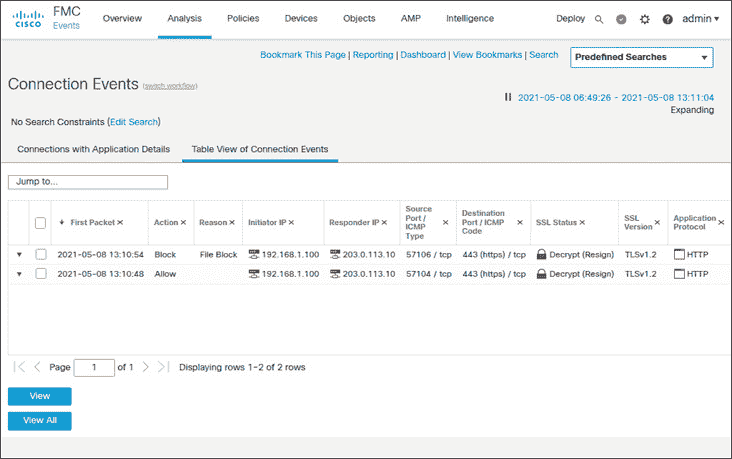 CISCO
FMC
Events
Overview Analysis Policies Devices Objects AMP Intelligence Deploy admin
Bookmark This Page | Reporting | Dashboard | View Bookmarks | Search
Predefined Searches
Connection Events (switch workflow)
2021-05-08 06:49:26 - 2021-05-08 13:11:04
Expanding
No Search Constraints (Edit Search)
Connections with Application Details Table View of Connection Events
Jump to...
First Packet Action Reason Initiator IP Responder IP Source Port / ICMP Type Destination Port / ICMP Code SSL Status SSL Version Application Protocol
2021-05-08 13:10:54 Block File Block 192.168.1.100 203.0.113.10 57106 / tcp 443 (https) / tcp Decrypt (Resign) TLSv1.2 HTTP
2021-05-08 13:10:48 Allow 192.168.1.100 203.0.113.10 57104 / tcp 443 (https) / tcp Decrypt (Resign) TLSv1.2 HTTP
Page 1 of 1 Displaying rows 1-2 of 2 rows
View
View All